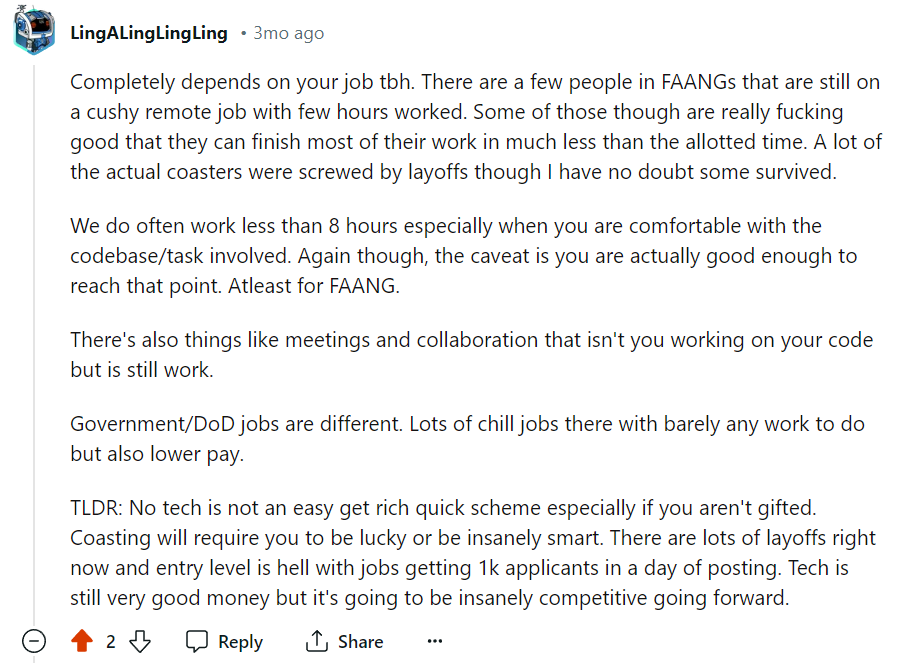 LingALingLingLing • 3mo ago
Completely depends on your job tbh. There are a few people in FAANGs that are still on
a cushy remote job with few hours worked. Some of those though are really fucking
good that they can finish most of their work in much less than the allotted time. A lot of
the actual coasters were screwed by layoffs though I have no doubt some survived.
We do often work less than 8 hours especially when you are comfortable with the
codebase/task involved. Again though, the caveat is you are actually good enough to
reach that point. Atleast for FAANG.
There's also things like meetings and collaboration that isn't you working on your code
but is still work.
Government/DoD jobs are different. Lots of chill jobs there with barely any work to do
but also lower pay.
TLDR: No tech is not an easy get rich quick scheme especially if you aren't gifted.
Coasting will require you to be lucky or be insanely smart. There are lots of layoffs right
now and entry level is hell with jobs getting 1k applicants in a day of posting. Tech is
still very good money but it's going to be insanely competitive going forward.
2 Reply Share ···